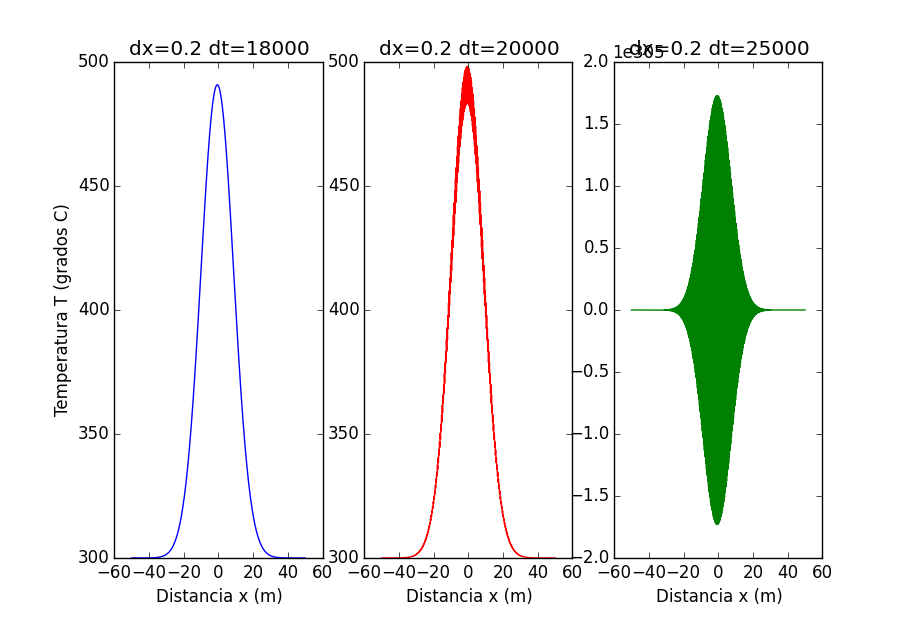 dx=0.2 dt=18000
dx=0.2 dt=20000
dx=0.2 dt=25000
1e305
500
450
400
350
300
Temperatura T (grados C)
−60 −40 −20 0 20 40 60
Distancia x (m)
500
450
400
350
300
−60 −40 −20 0 20 40 60
Distancia x (m)
2.0
1.5
1.0
0.5
0.0
−0.5
−1.0
−1.5
−2.0
−60 −40 −20 0 20 40 60
Distancia x (m)